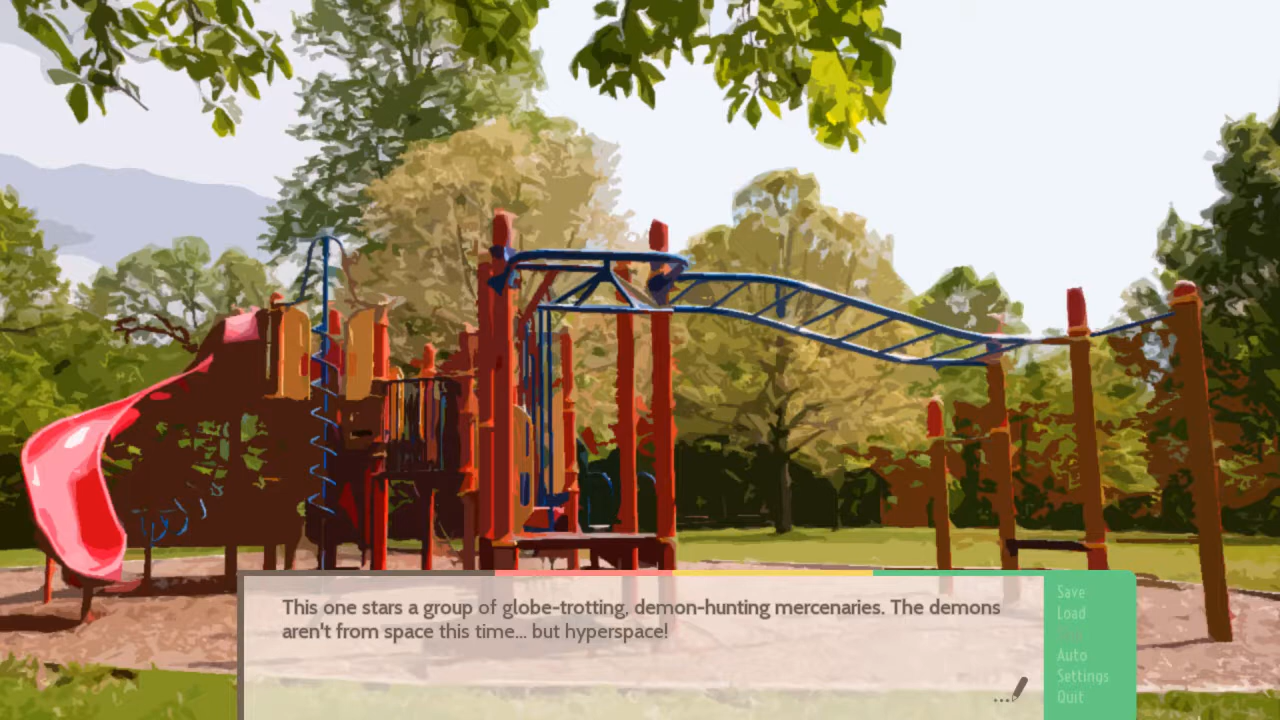 This one stars a group of globe-trotting, demon-hunting mercenaries. The demons
aren't from space this time... but hyperspace!
Save
Load
Auto
Settings
Quit